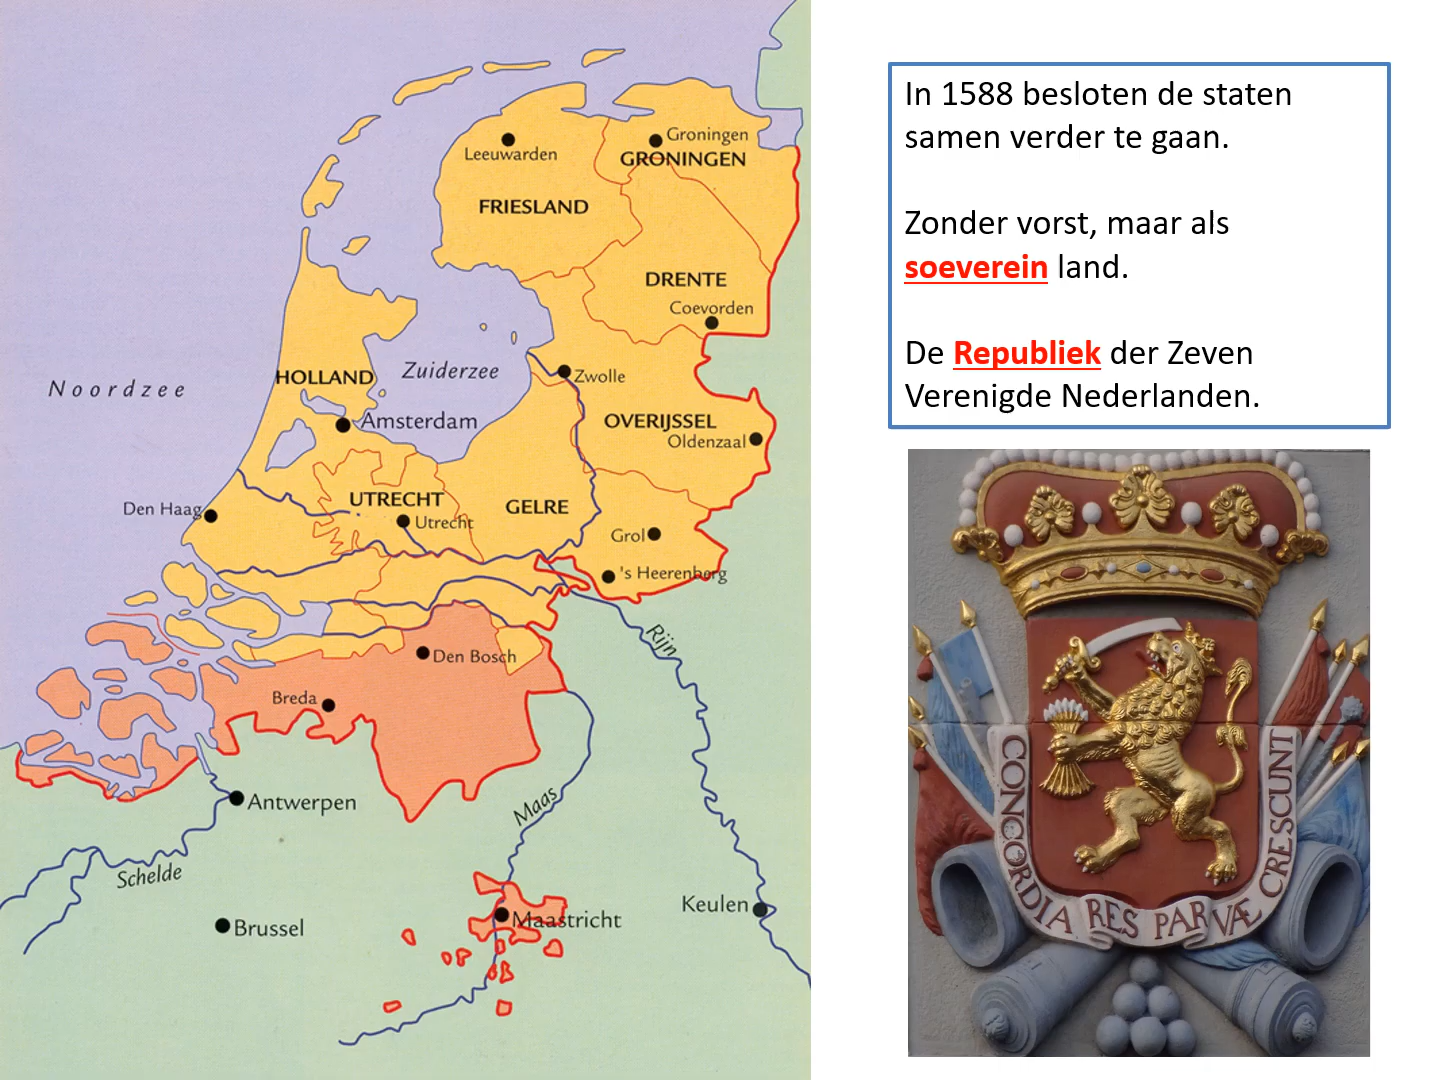 In 1588 besloten de staten
samen verder te gaan.
Zonder vorst, maar als
soeverein land.
De Republiek der Zeven
Verenigde Nederlanden.
Groningen
Leeuwarden
GRONINGEN
FRIESLAND
DRENTE
Coevorden
Noordzee
HOLLAND
Zuiderzee
Zwolle
Amsterdam
OVERIJSSEL
Oldenzaal
UTRECHT
GELRE
Den Haag
Utrecht
Grol
's Heerenberg
Rijn
Den Bosch
Breda
Antwerpen
Maas
Schelde
Keulen
Maastricht
Brussel
CONCORDIA RES PARVÆ CRESCUNT